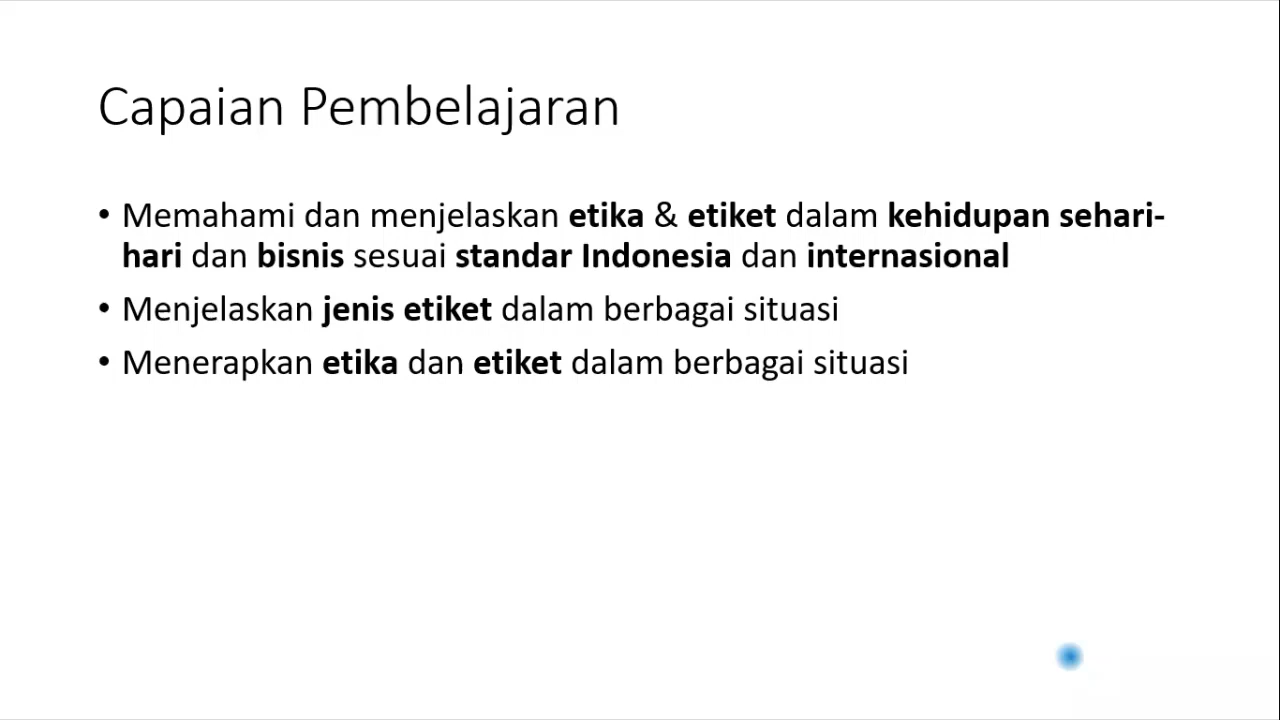 Capaian Pembelajaran
• Memahami dan menjelaskan etika & etiket dalam kehidupan sehari-
hari dan bisnis sesuai standar Indonesia dan internasional
• Menjelaskan jenis etiket dalam berbagai situasi
• Menerapkan etika dan etiket dalam berbagai situasi